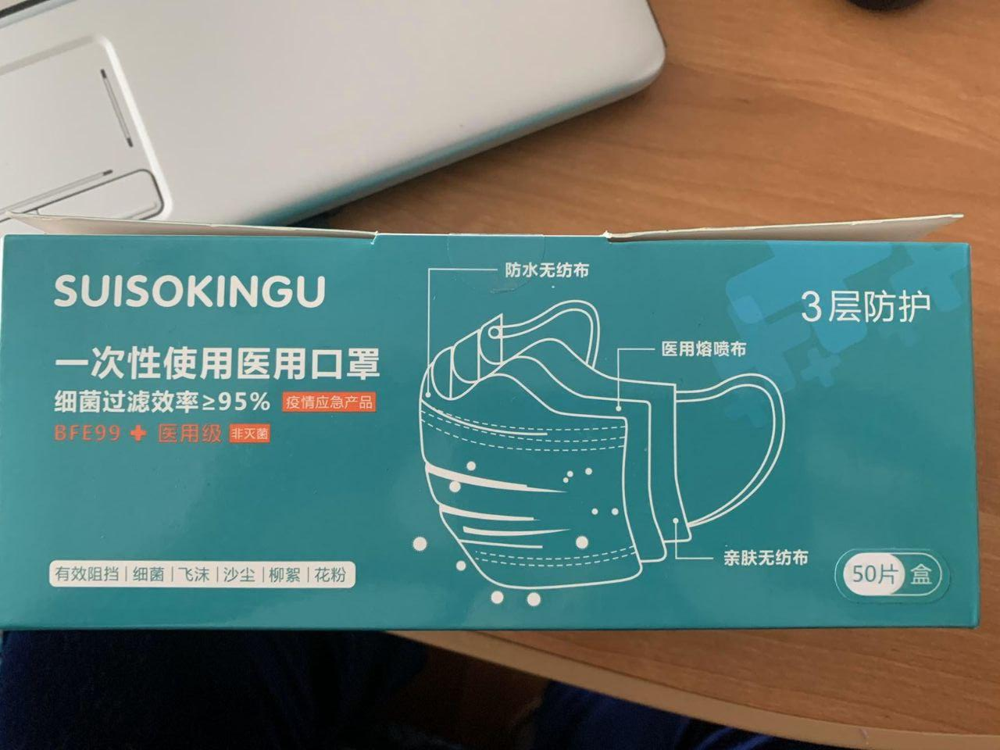 SUISOKINGU
一次性使用医用口罩
细菌过滤效率≥95% 疫情应急产品
BFE99 + 医用级 非灭菌
有效阻挡|细菌|飞沫|沙尘|柳絮|花粉
防水无纺布
医用熔喷布
亲肤无纺布
3层防护
50片 盒